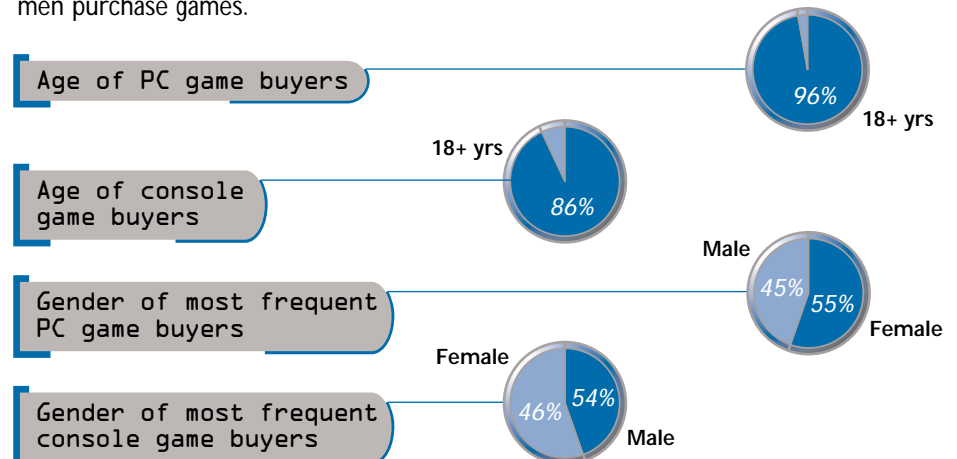 men purchase games.
Age of PC game buyers
96%
18+ yrs
18+ yrs
Age of console
game buyers
86%
Gender of most frequent
PC game buyers
Male
45%
55%
Female
Gender of most frequent
console game buyers
Female
46%
54%
Male